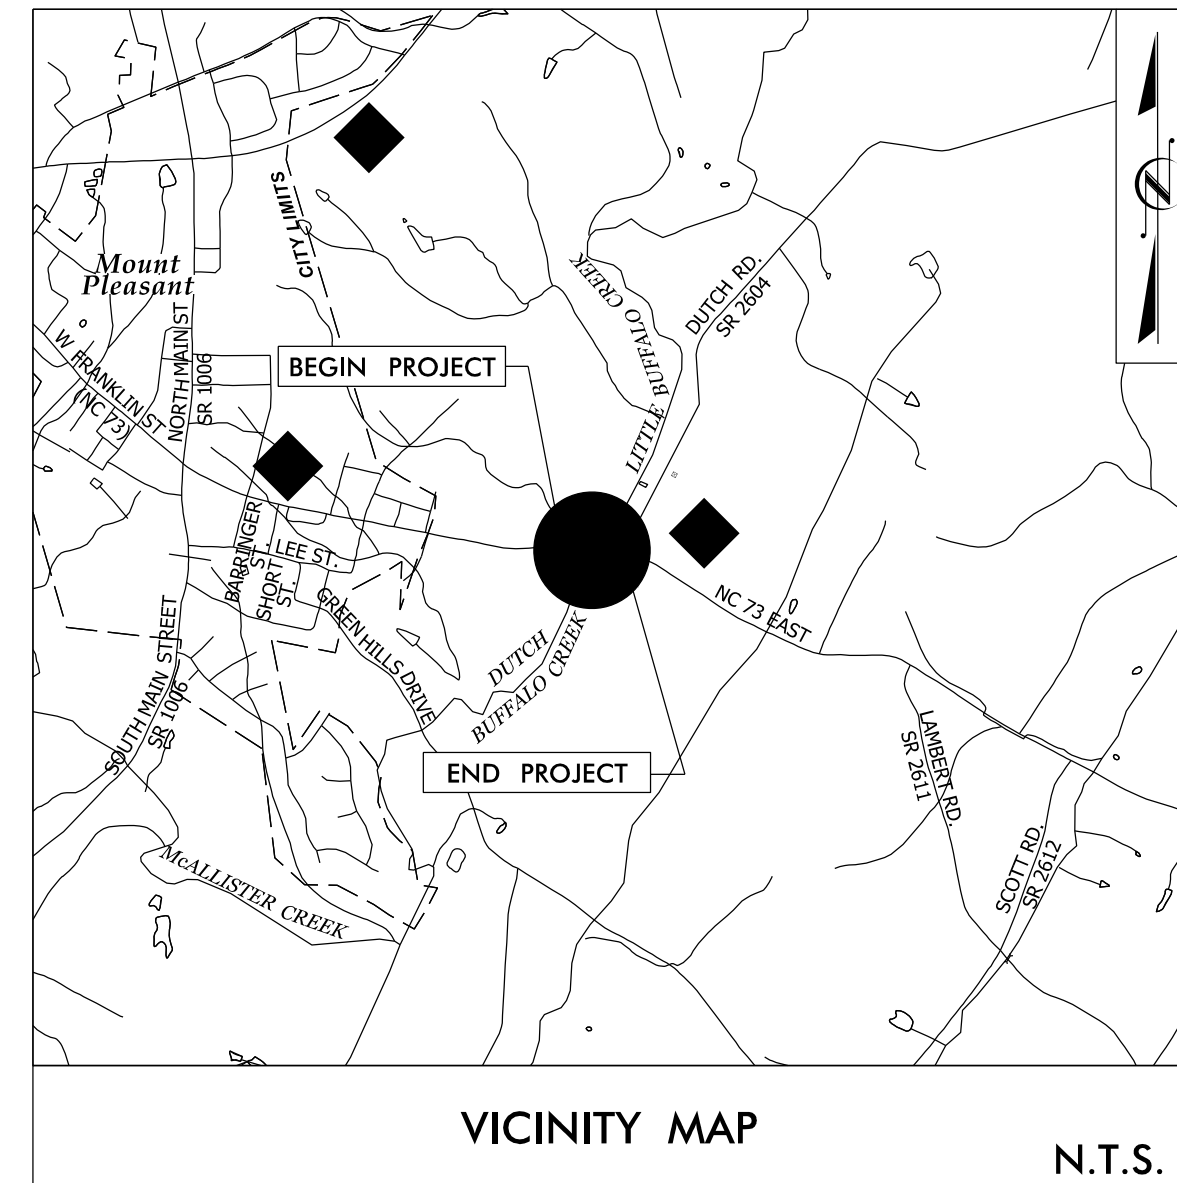 CITY LIMITS
Mount
Pleasant
LITTLE BUFFALO CREEK
DUTCH RD.
SR 2604
W FRANKLIN ST
(NC 73)
NORTH MAIN ST
SR 1006
BEGIN PROJECT
BARRINGER
ST.
LEE ST.
SHORT
ST.
GREEN HILLS DRIVE
NC 73 EAST
DUTCH
BUFFALO CREEK
SOUTH MAIN STREET
SR 1006
END PROJECT
LAMBERT RD.
SR 2611
SCOTT RD.
SR 2612
McALLISTER CREEK
N
VICINITY MAP
N.T.S.